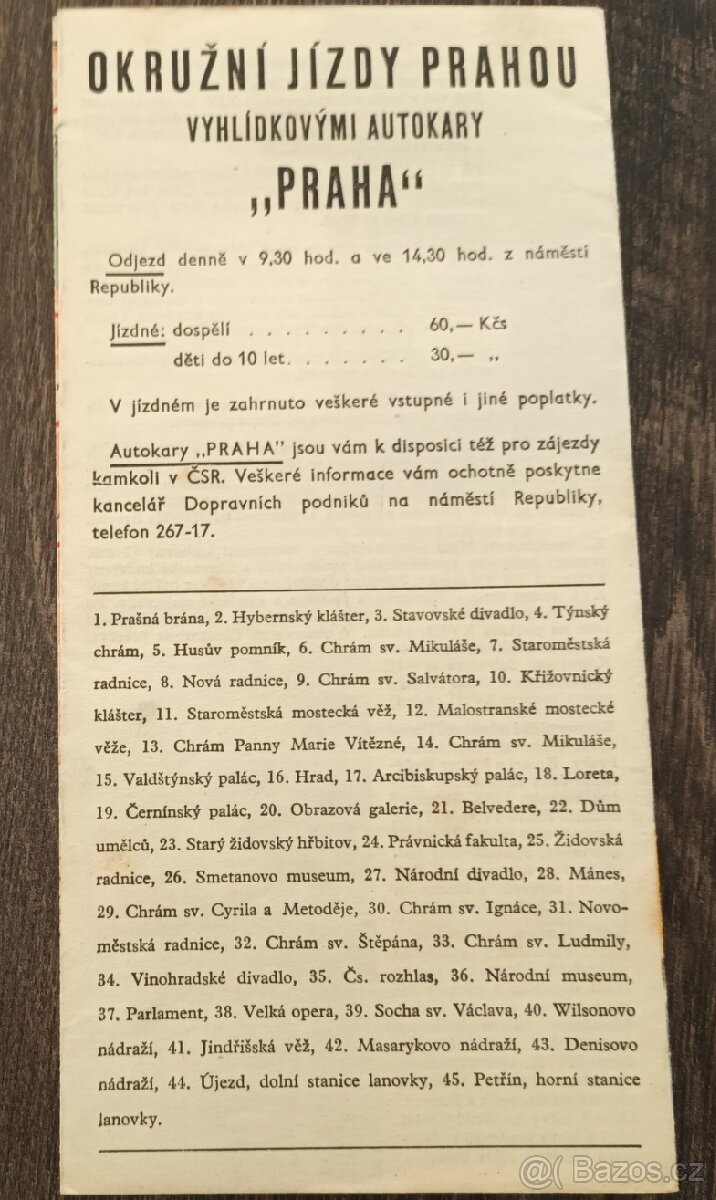 OKRUŽNÍ JÍZDY PRAHOU
VYHLÍDKOVÝMI AUTOKARY
„PRAHA“
Odjezd denně v 9,30 hod. a ve 14,30 hod. z náměstí
Republiky.
Jízdné: dospělí . . . . . . . . . 60,— Kčs
děti do 10 let. . . . . . . 30,— „
V jízdném je zahrnuto veškeré vstupné i jiné poplatky.
Autokary „PRAHA” jsou vám k disposici též pro zájezdy
kamkoli v ČSR. Veškeré informace vám ochotně poskytne
kancelář Dopravních podniků na náměstí Republiky,
telefon 267-17.
1. Prašná brána, 2. Hybernský klášter, 3. Stavovské divadlo, 4. Týnský
chrám, 5. Husův pomník, 6. Chrám sv. Mikuláše, 7. Staroměstská
radnice, 8. Nová radnice, 9. Chrám sv. Salvátora, 10. Křižovnický
klášter, 11. Staroměstská mostecká věž, 12. Malostranské mostecké
věže, 13. Chrám Panny Marie Vítězné, 14. Chrám sv. Mikuláše,
15. Valdštýnský palác, 16. Hrad, 17. Arcibiskupský palác, 18. Loreta,
19. Černínský palác, 20. Obrazová galerie, 21. Belvedere, 22. Dům
umělců, 23. Starý židovský hřbitov, 24. Právnická fakulta, 25. Židovská
radnice, 26. Smetanovo museum, 27. Národní divadlo, 28. Mánes,
29. Chrám sv. Cyrila a Metoděje, 30. Chrám sv. Ignáce, 31. Novo-
městská radnice, 32. Chrám sv. Štěpána, 33. Chrám sv. Ludmily,
34. Vinohradské divadlo, 35. Čs. rozhlas, 36. Národní museum,
37. Parlament, 38. Velká opera, 39. Socha sv. Václava, 40. Wilsonovo
nádraží, 41. Jindřišská věž, 42. Masarykovo nádraží, 43. Denisovo
nádraží, 44. Újezd, dolní stanice lanovky, 45. Petřín, horní stanice
lanovky.
@( Bazos.cz